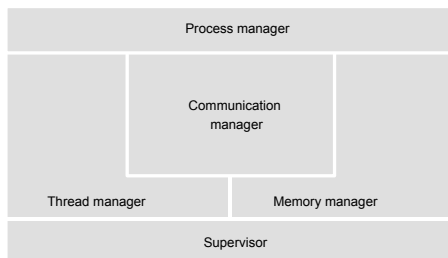 Process manager
Communication
manager
Thread manager
Memory manager
Supervisor